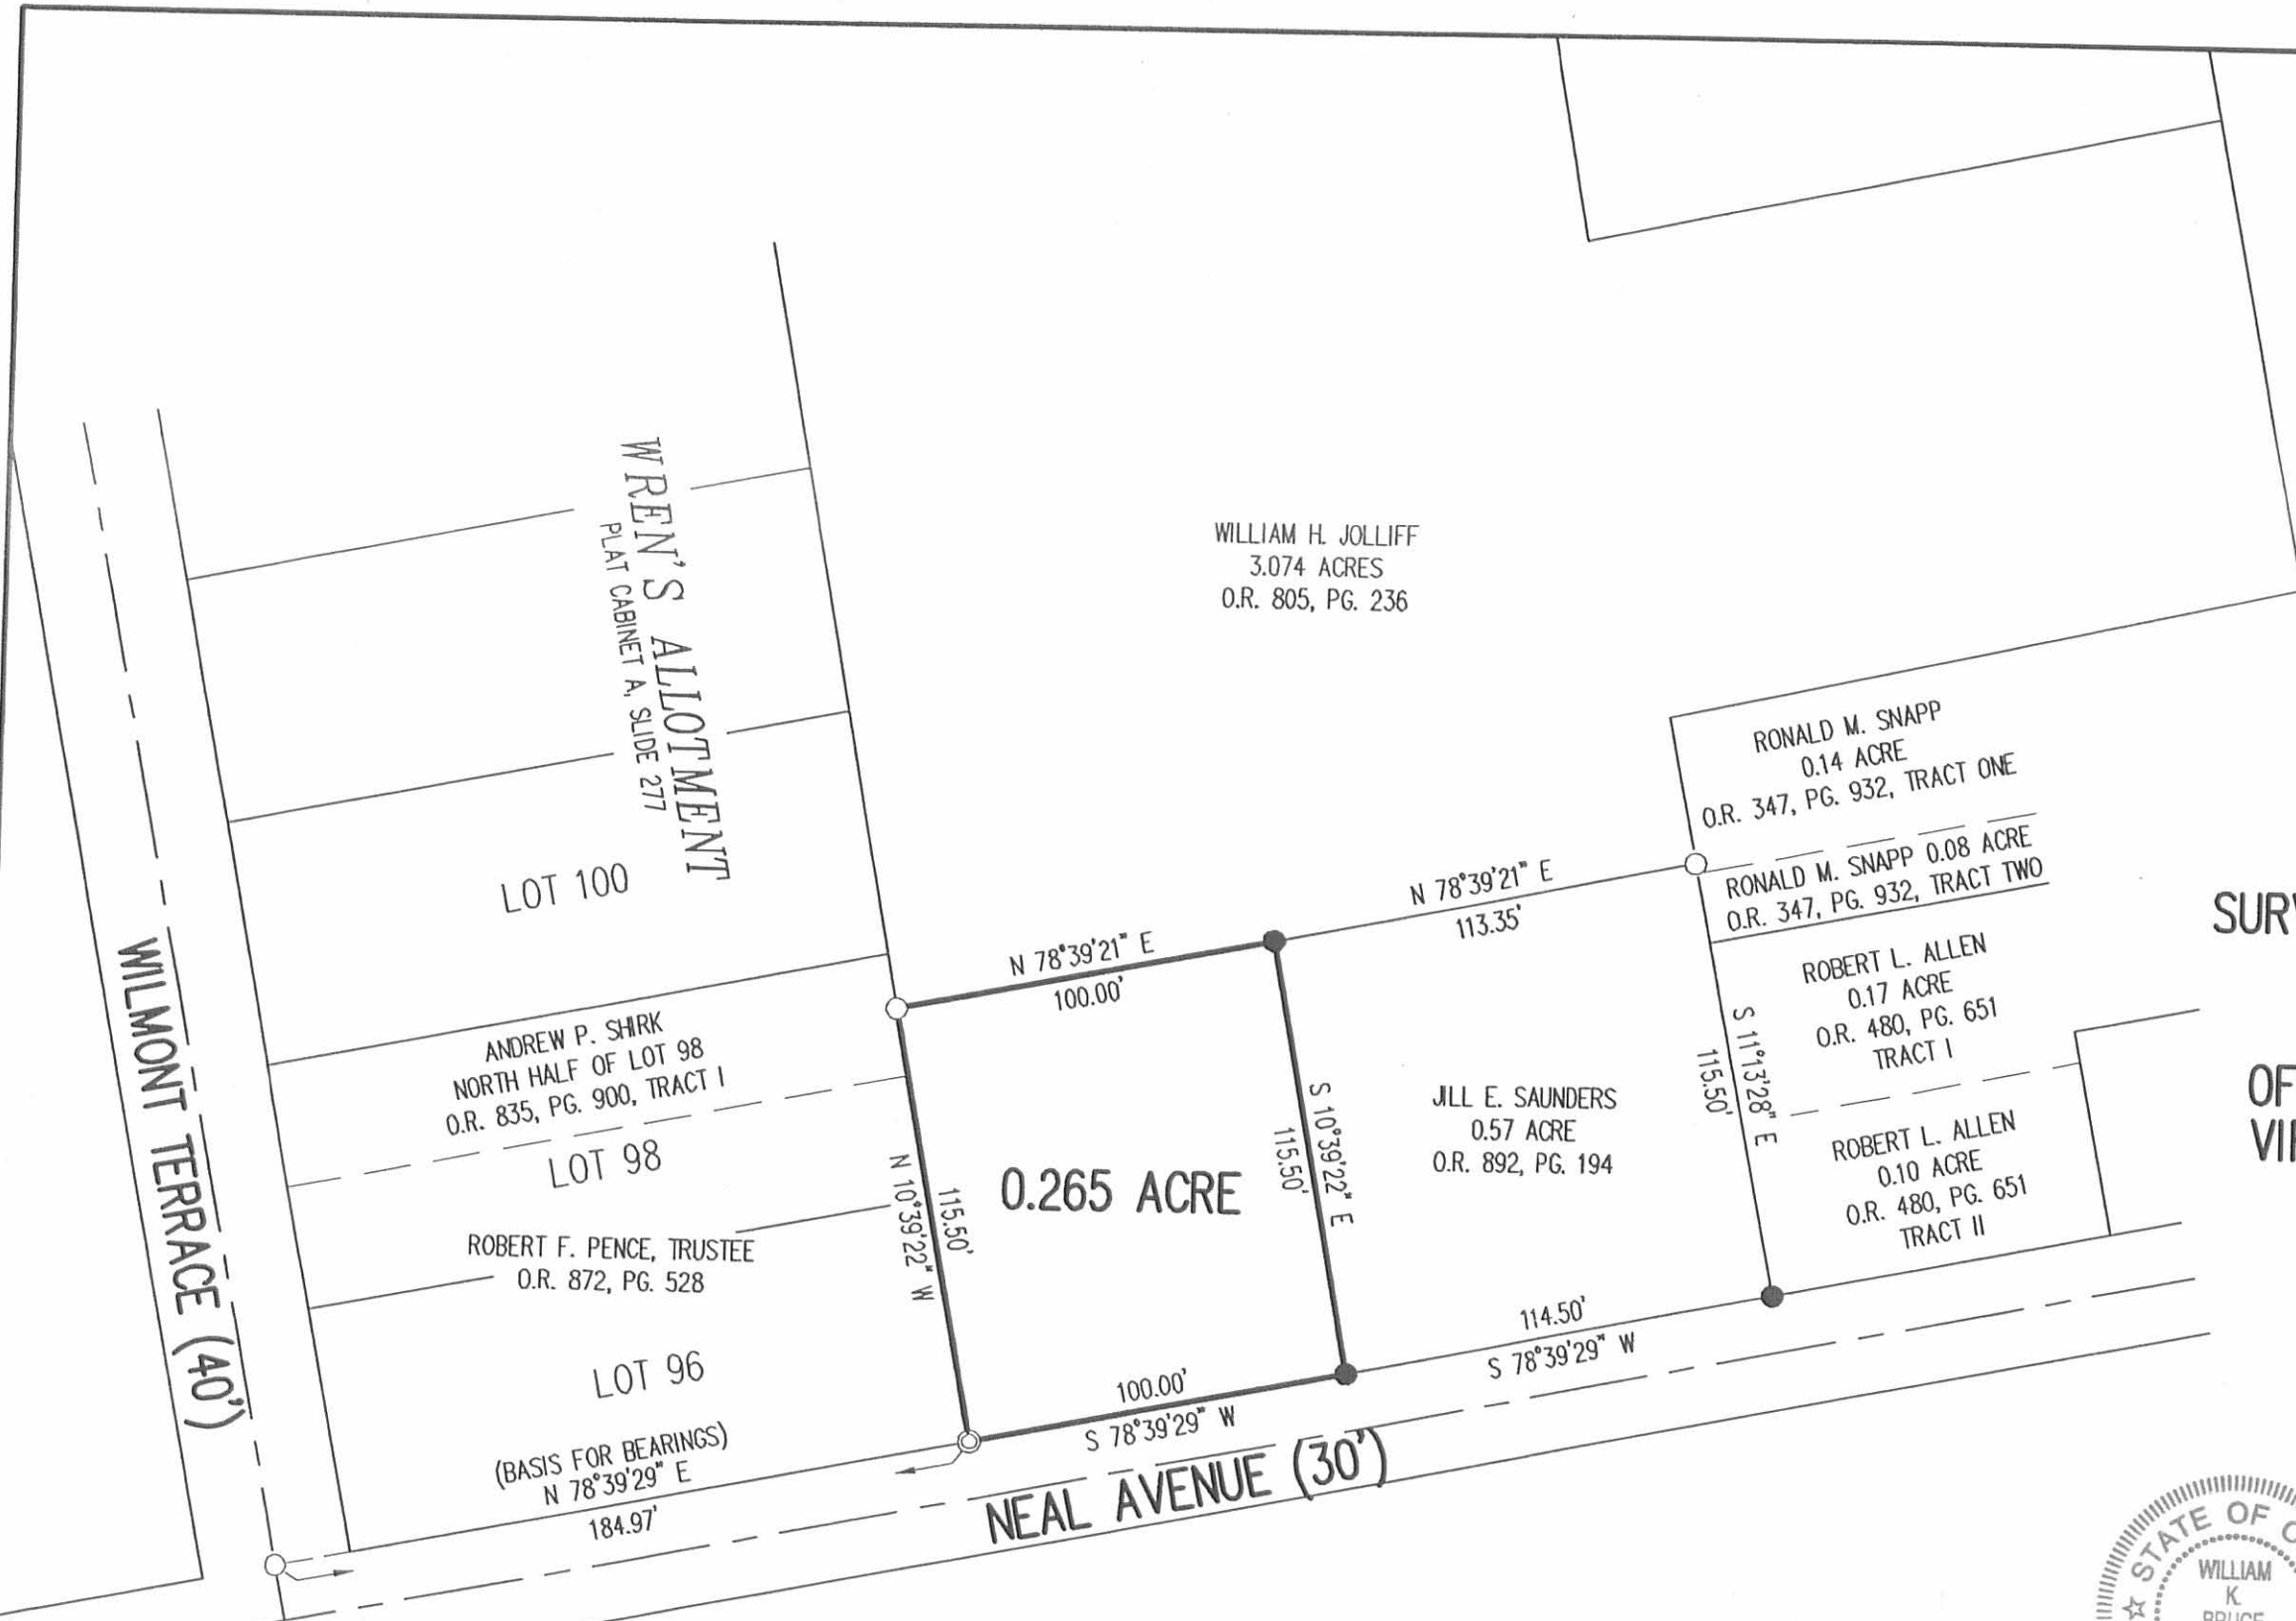 WREN'S ALLOTMENT
PLAT CABINET A, SLIDE 277
WILLIAM H. JOLLIFF
3.074 ACRES
O.R. 805, PG. 236
RONALD M. SNAPP
0.14 ACRE
O.R. 347, PG. 932, TRACT ONE
RONALD M. SNAPP 0.08 ACRE
O.R. 347, PG. 932, TRACT TWO
LOT 100
N 78°39'21" E
100.00'
N 78°39'21" E
113.35'
ROBERT L. ALLEN
0.17 ACRE
O.R. 480, PG. 651
TRACT I
S 11°13'28" E
115.50'
WILMONT TERRACE (40')
ANDREW P. SHIRK
NORTH HALF OF LOT 98
O.R. 835, PG. 900, TRACT I
LOT 98
N 10°39'22" W
115.50'
0.265 ACRE
S 10°39'22" E
115.50'
JILL E. SAUNDERS
0.57 ACRE
O.R. 892, PG. 194
ROBERT L. ALLEN
0.10 ACRE
O.R. 480, PG. 651
TRACT II
ROBERT F. PENCE, TRUSTEE
O.R. 872, PG. 528
LOT 96
114.50'
S 78°39'29" W
100.00'
S 78°39'29" W
(BASIS FOR BEARINGS)
N 78°39'29" E
184.97'
NEAL AVENUE (30')
OF
STATE OF
WILLIAM
K.
BRUCE